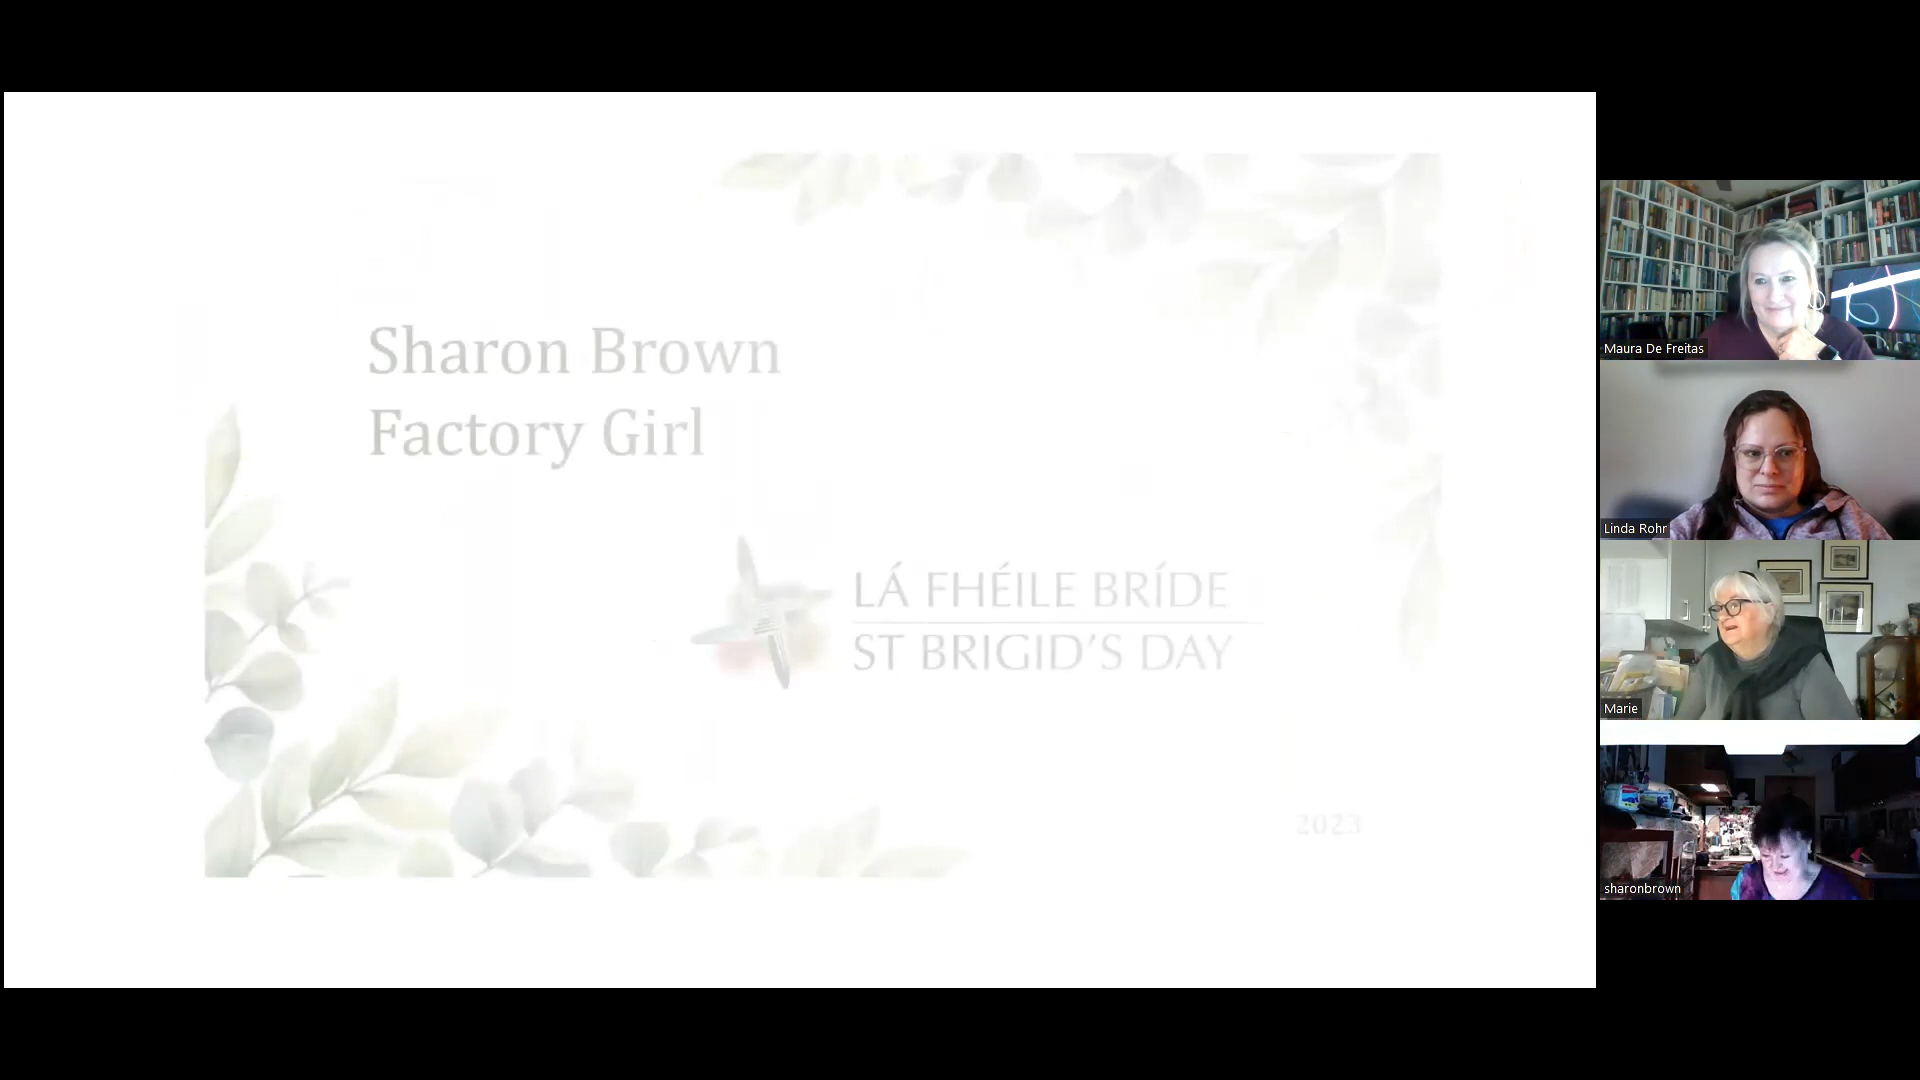 Sharon Brown
Factory Girl
LÁ FHÉILE BRÍDE
ST BRIGID'S DAY
2023
Maura De Freitas
Linda Rohr
Marie
sharonbrown